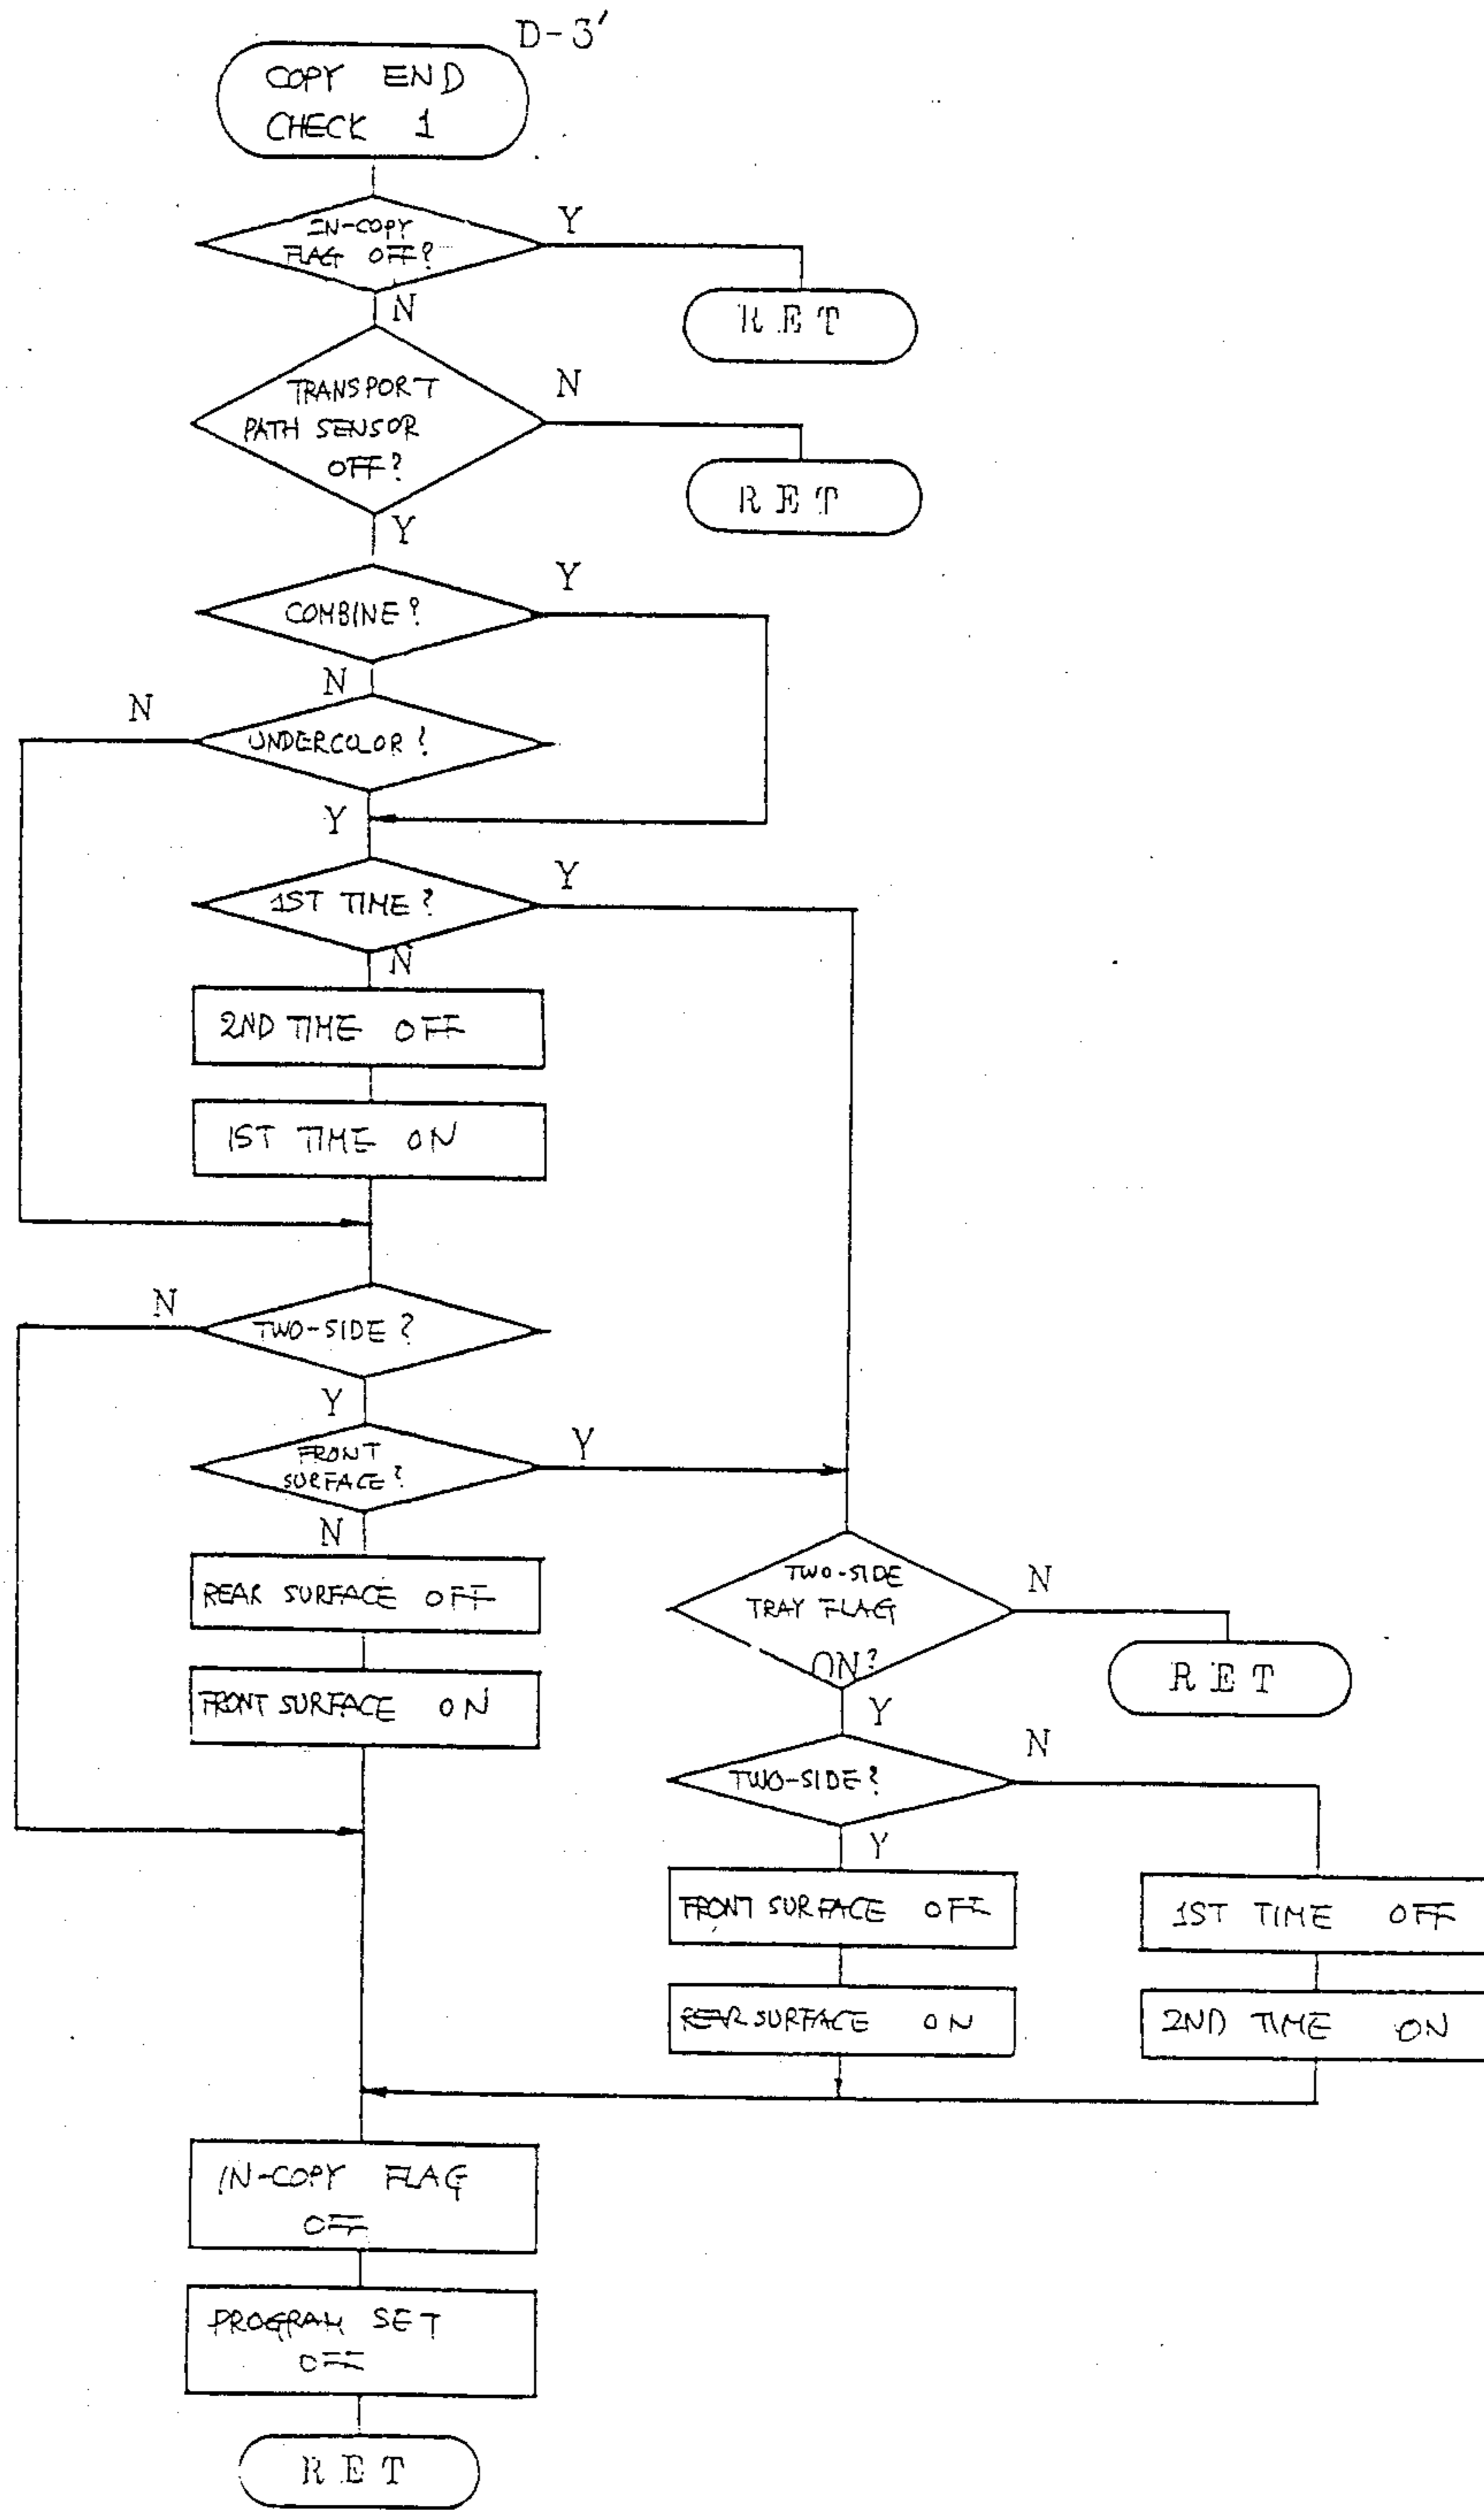 D-3′
COPY END
CHECK 1
IN-COPY
FLAG OFF?
Y
RET
N
TRANSPORT
PATH SENSOR
OFF?
N
RET
Y
COMBINE?
Y
N
UNDERCOLOR?
N
Y
1ST TIME?
Y
N
2ND TIME OFF
1ST TIME ON
TWO-SIDE?
N
Y
FRONT
SURFACE?
Y
N
REAR SURFACE OFF
FRONT SURFACE ON
TWO-SIDE
TRAY FLAG
ON?
N
RET
Y
TWO-SIDE?
N
Y
FRONT SURFACE OFF
REAR SURFACE ON
1ST TIME OFF
2ND TIME ON
IN-COPY FLAG
OFF
PROGRAM SET
OFF
RET